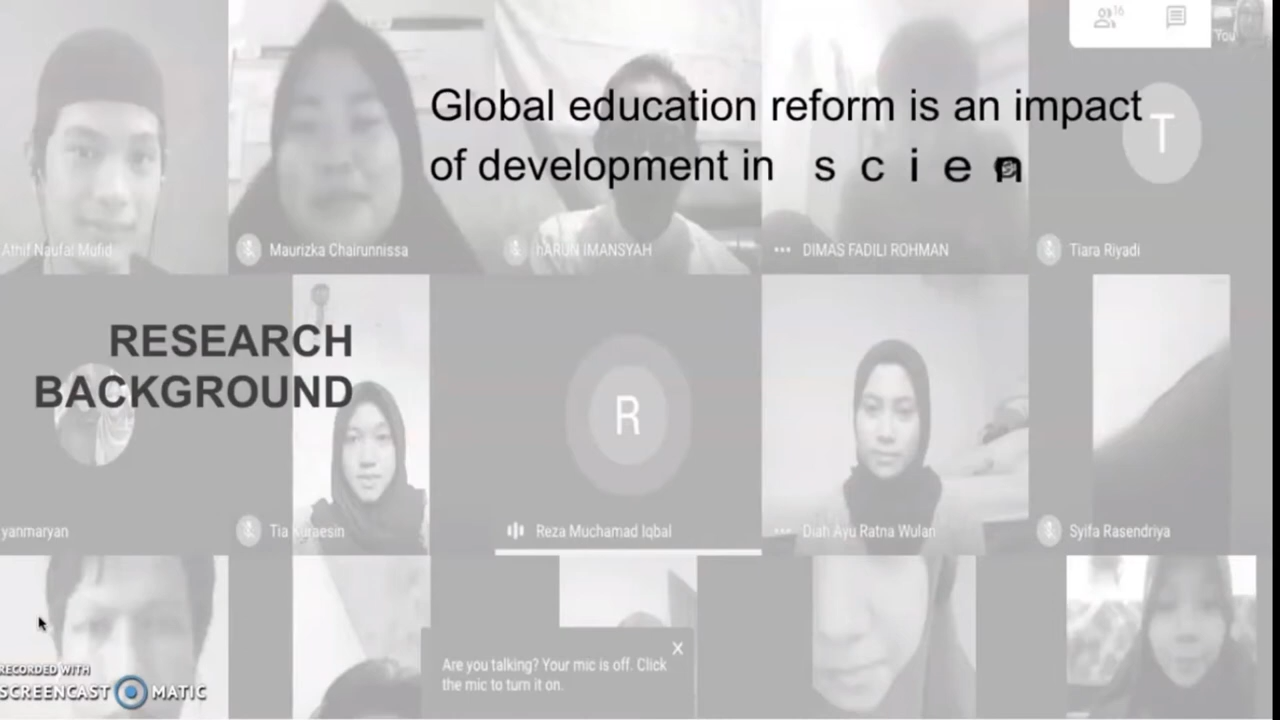 16
You
Global education reform is an impact
of development in scien
T
Athif Naufal Mufid
Maurizka Chairunnissa
hARUN IMANSYAH
DIMAS FADILI ROHMAN
Tiara Riyadi
RESEARCH
BACKGROUND
R
yanmaryan
Tia Kuraesin
Reza Muchamad Iqbal
Diah Ayu Ratna Wulan
Syifa Rasendriya
Are you talking? Your mic is off. Click
the mic to turn it on.
X
RECORDED WITH
SCREENCAST MATIC